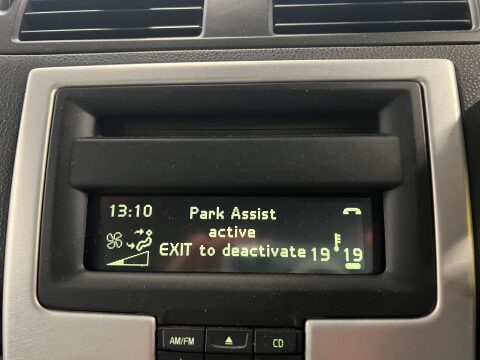 13:10
Park Assist
active
EXIT to deactivate
19 19
AM/FM
CD